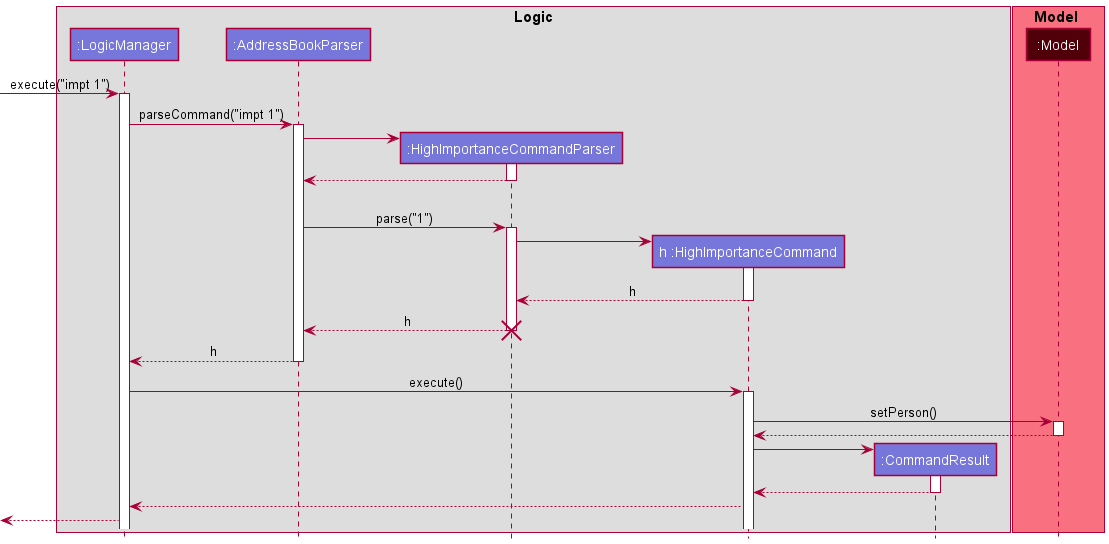 Logic
Model
:LogicManager
:AddressBookParser
:Model
execute("impt 1")
parseCommand("impt 1")
:HighImportanceCommandParser
parse("1")
h :HighImportanceCommand
h
h
h
execute()
setPerson()
:CommandResult